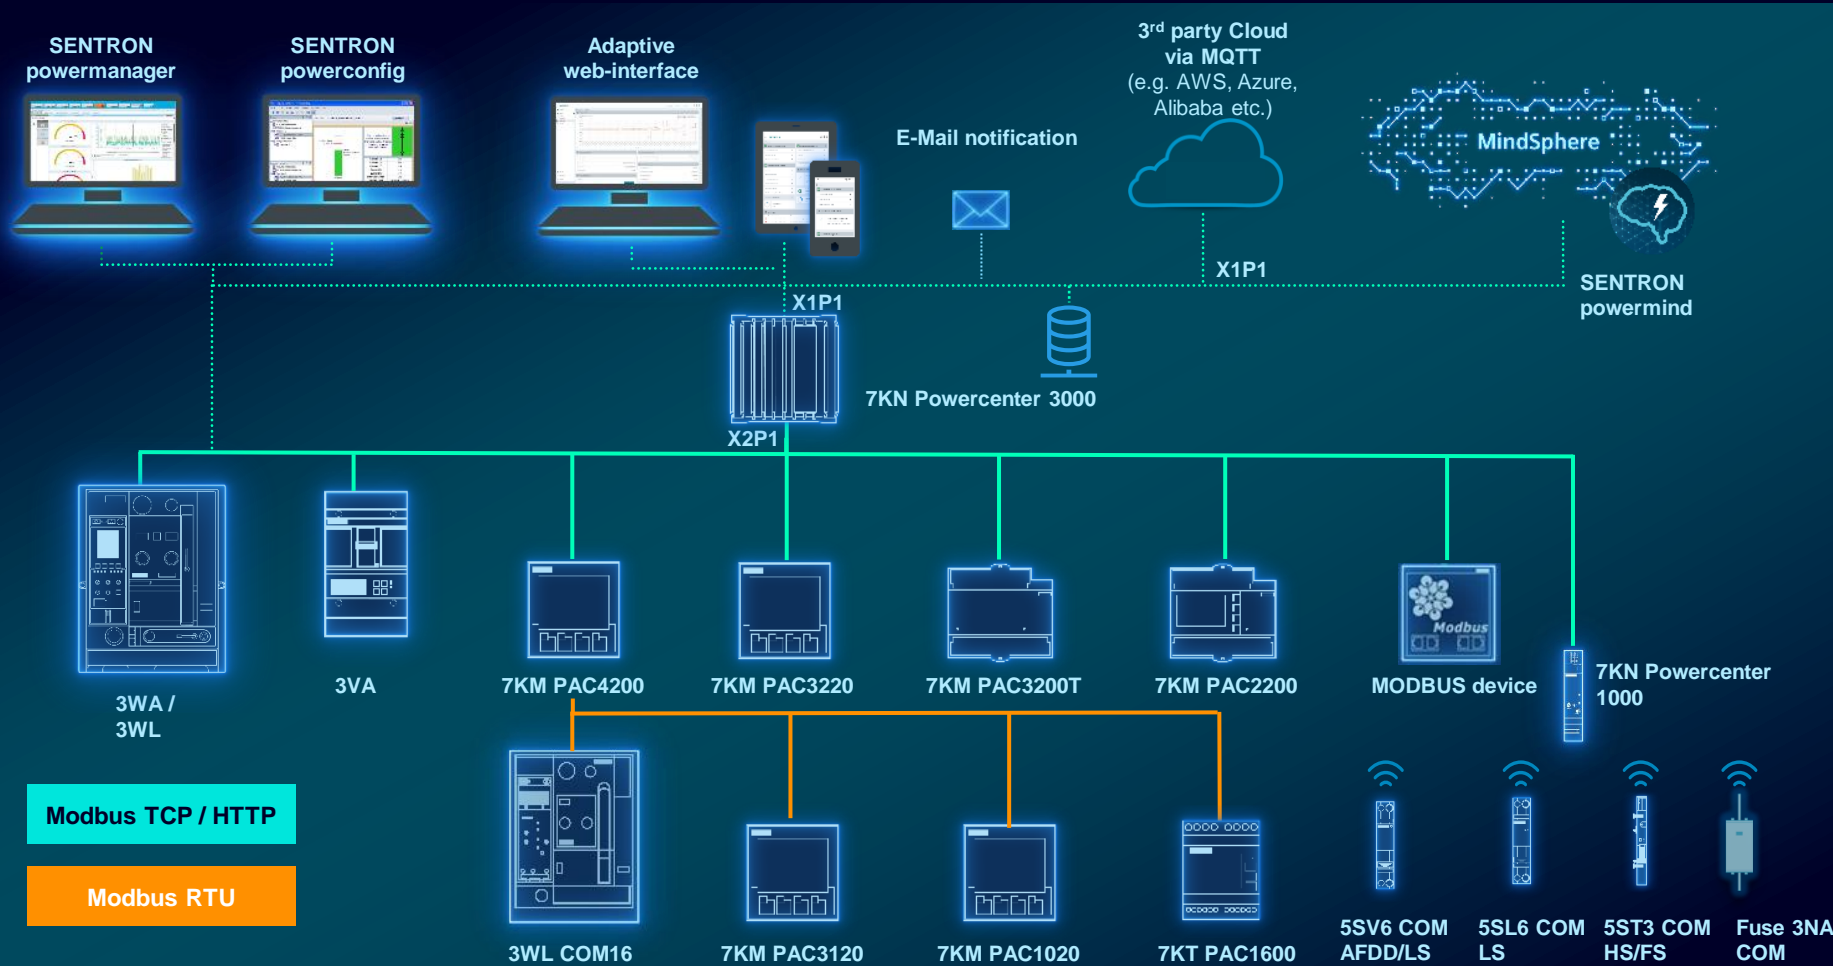 SENTRON
powermanager
SENTRON
powerconfig
Adaptive
web-interface
E-Mail notification
3rd party Cloud
via MQTT
(e.g. AWS, Azure,
Alibaba etc.)
MindSphere
SENTRON
powermind
X1P1
X1P1
7KN Powercenter 3000
X2P1
3WA /
3WL
3VA
7KM PAC4200
7KM PAC3220
7KM PAC3200T
7KM PAC2200
Modbus
MODBUS device
7KN Powercenter
1000
Modbus TCP / HTTP
Modbus RTU
3WL COM16
7KM PAC3120
7KM PAC1020
7KT PAC1600
5SV6 COM
AFDD/LS
5SL6 COM
LS
5ST3 COM
HS/FS
Fuse 3NA
COM